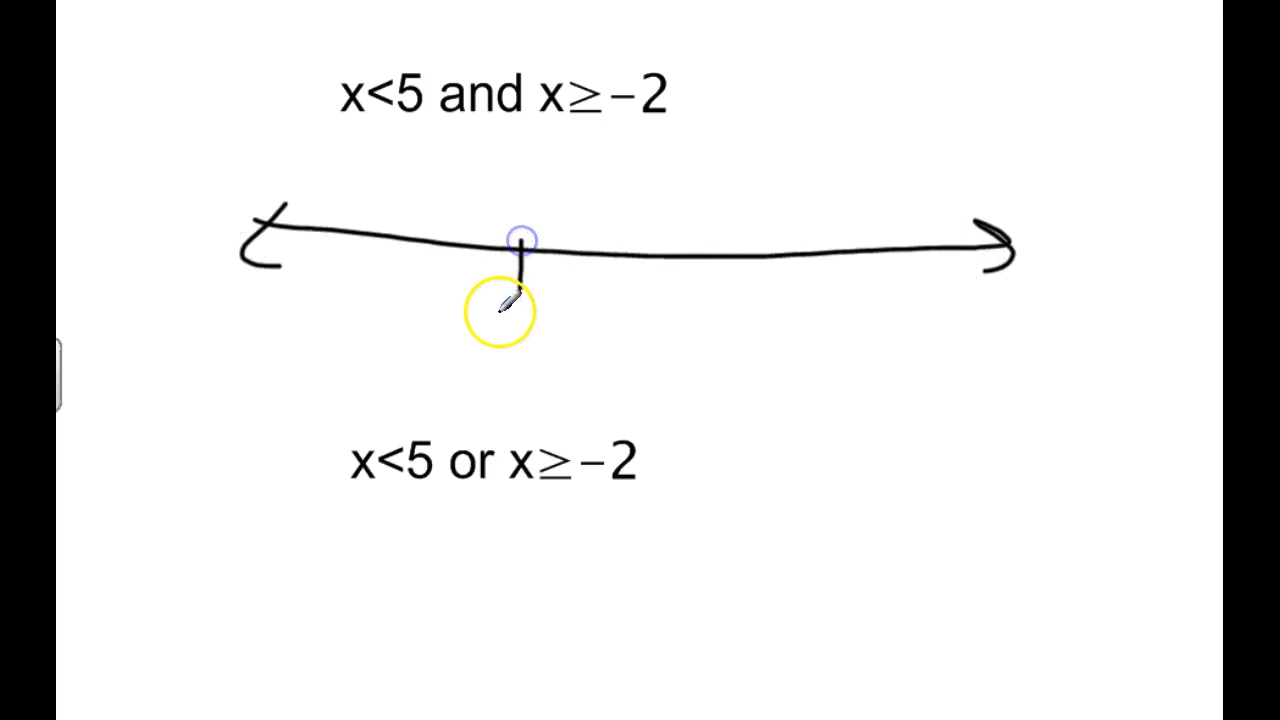 x<5 and x≥−2
x<5 or x≥−2